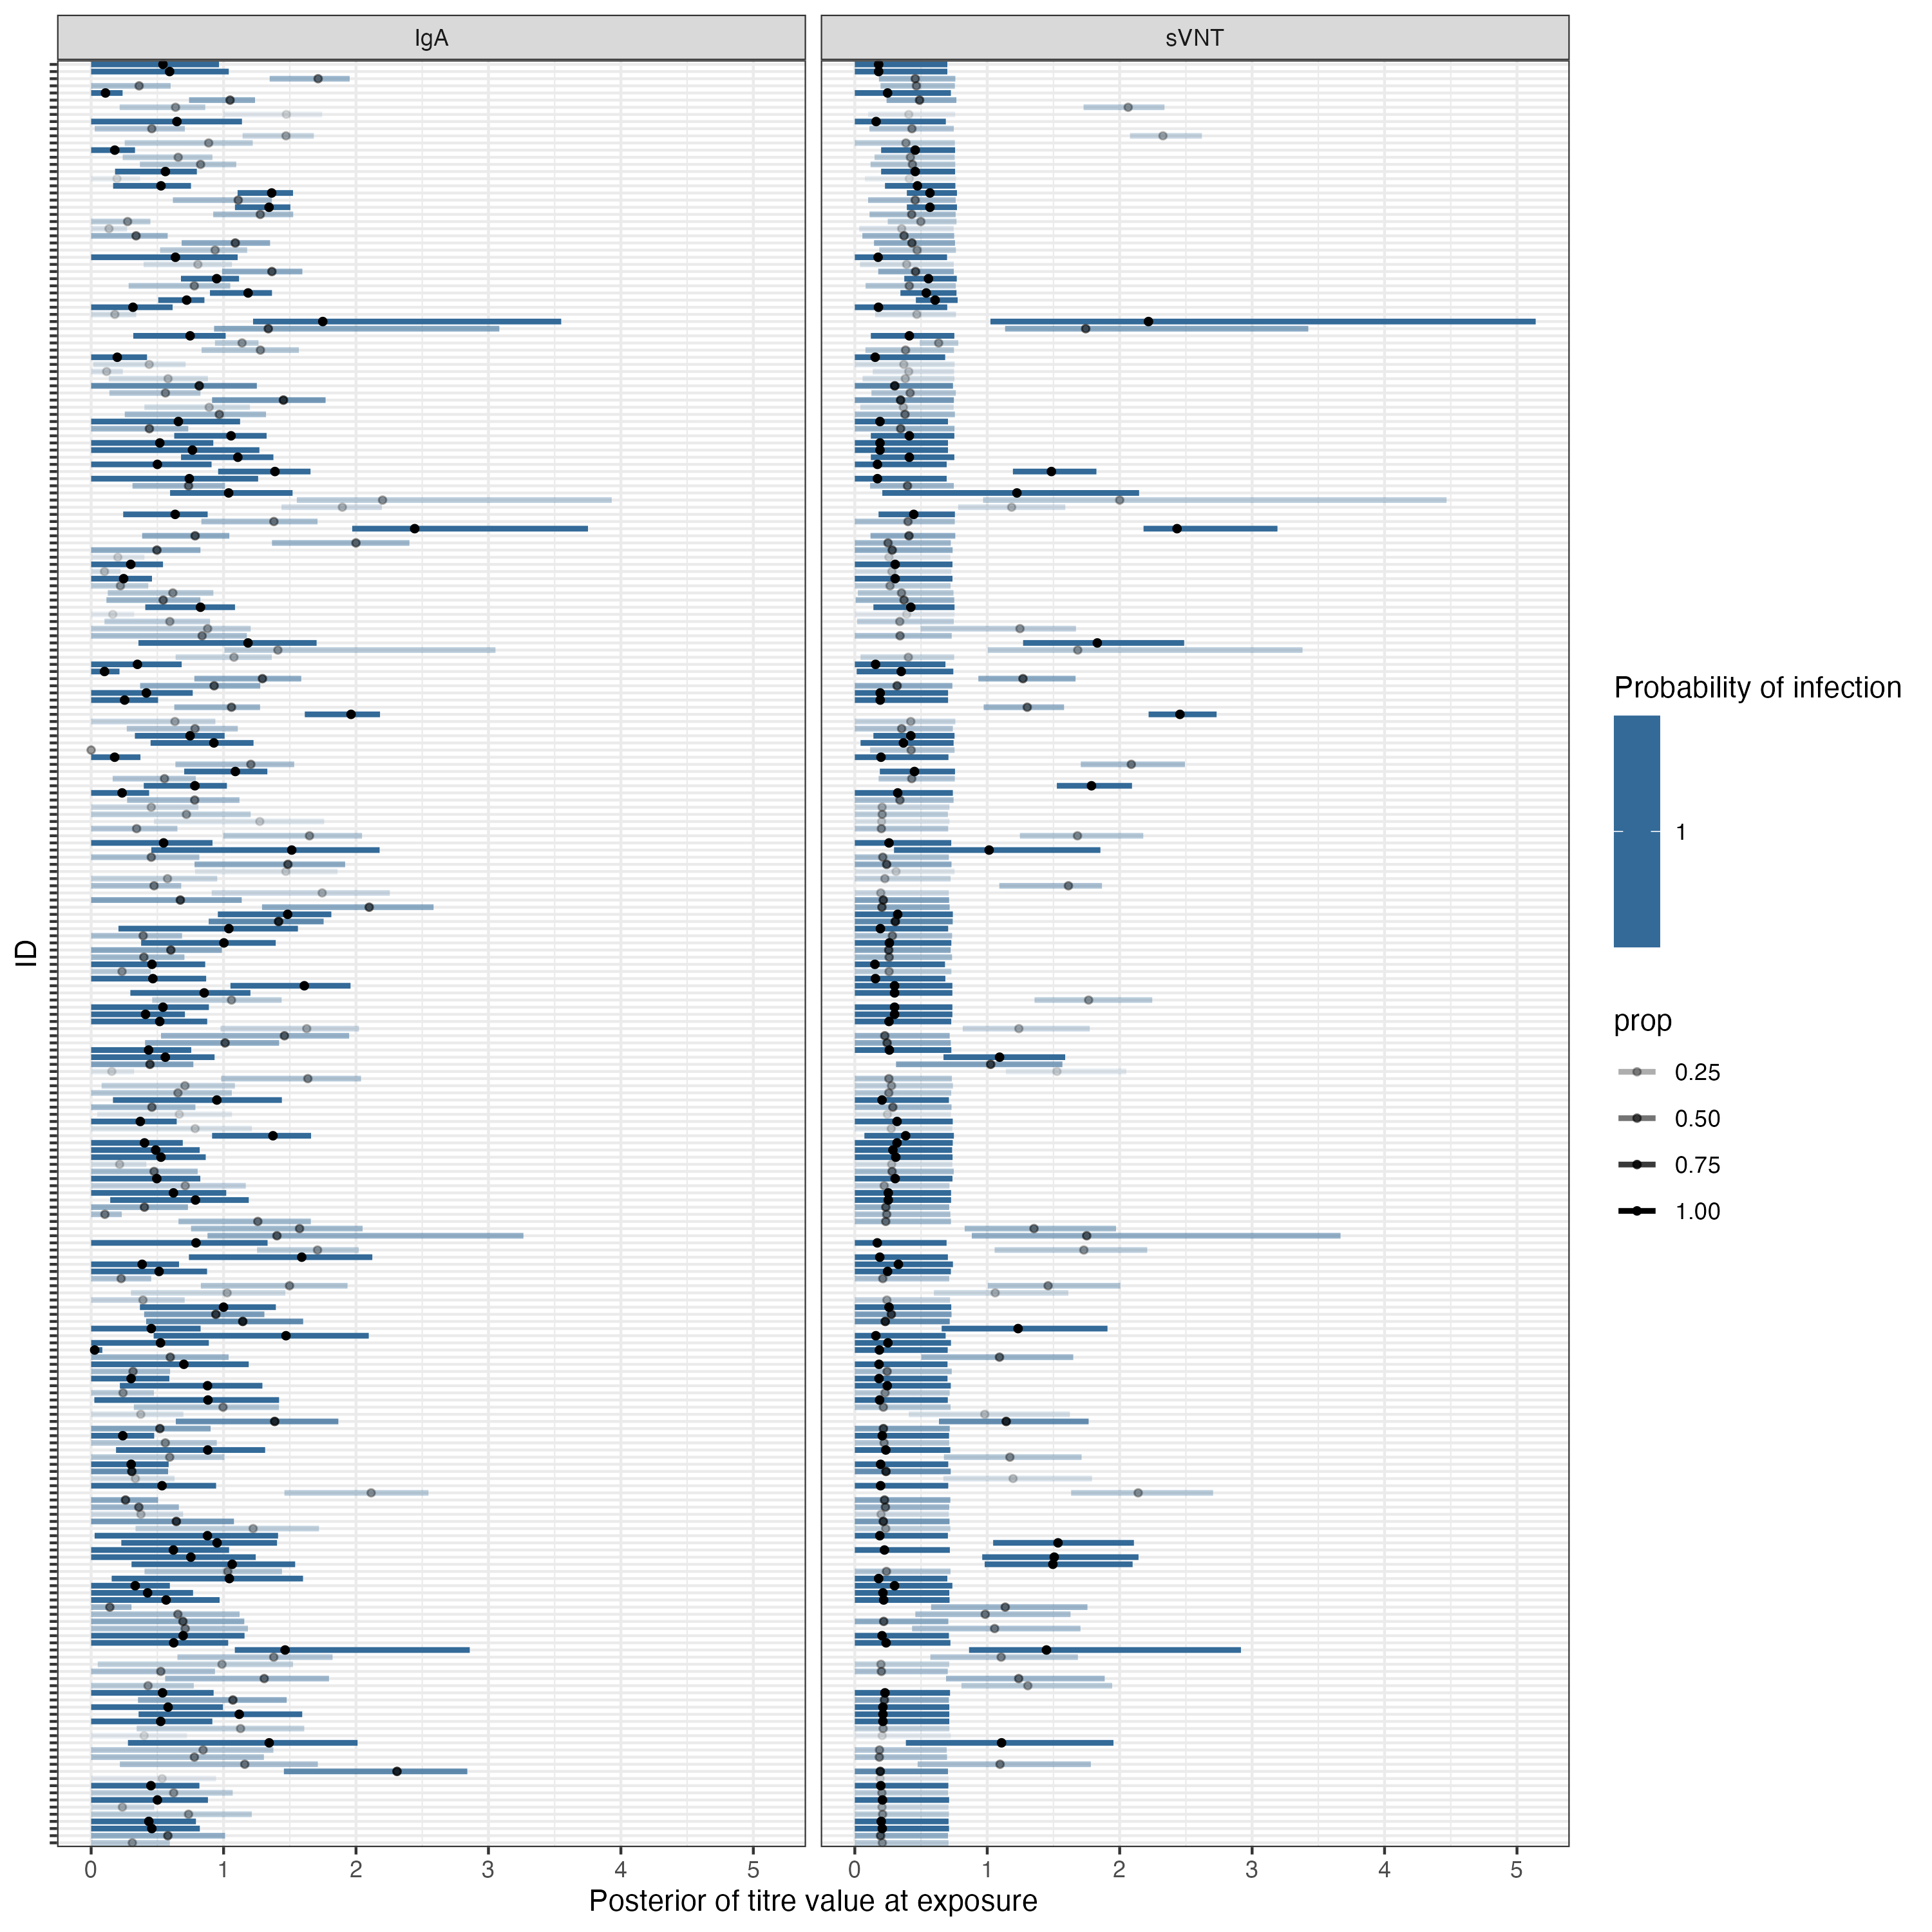 IgA
sVNT
ID
0 1 2 3 4 5
0 1 2 3 4 5
Posterior of titre value at exposure
Probability of infection
1
prop
0.25
0.50
0.75
1.00